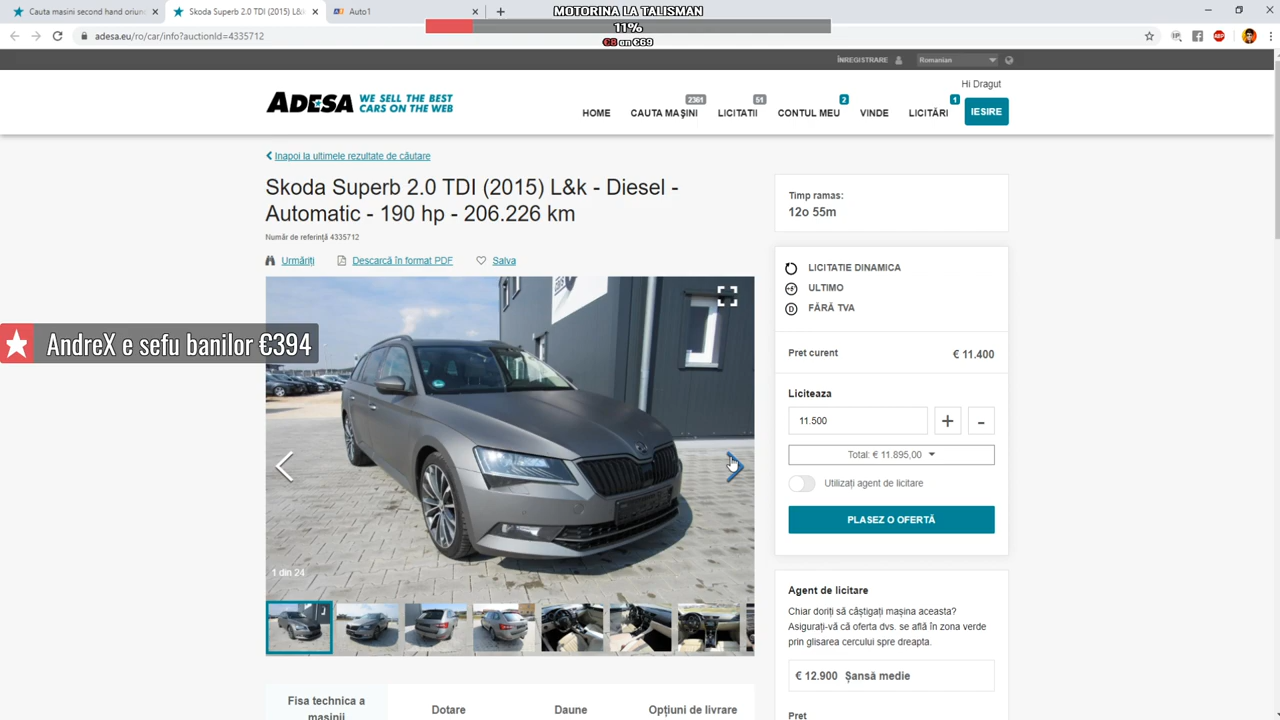 Cauta masini second hand oriunc
Skoda Superb 2.0 TDI (2015) L&k
Auto1
MOTORINA LA TALISMAN
11%
€8 an €69
adesa.eu/ro/car/info?auctionId=4335712
ÎNREGISTRARE
Romanian
ADESA WE SELL THE BEST CARS ON THE WEB
Hi Dragut
HOME
CAUTA MAȘINI 2361
LICITATII 51
CONTUL MEU 2
VINDE
LICITĂRI 1
IESIRE
Inapoi la ultimele rezultate de căutare
Skoda Superb 2.0 TDI (2015) L&k - Diesel -
Automatic - 190 hp - 206.226 km
Număr de referință 4335712
Urmăriți
Descarcă în format PDF
Salva
AndreX e sefu banilor €394
1 din 24
Fisa technica a
masinii
Dotare
Daune
Opțiuni de livrare
Timp ramas:
12o 55m
LICITATIE DINAMICA
ULTIMO
FĂRĂ TVA
Pret curent € 11.400
Liciteaza
11.500 + -
Total: € 11.895,00
Utilizați agent de licitare
PLASEZ O OFERTĂ
Agent de licitare
Chiar doriți să câștigați mașina aceasta?
Asigurați-vă că oferta dvs. se află în zona verde
prin glisarea cercului spre dreapta.
€ 12.900 Șansă medie
Pret